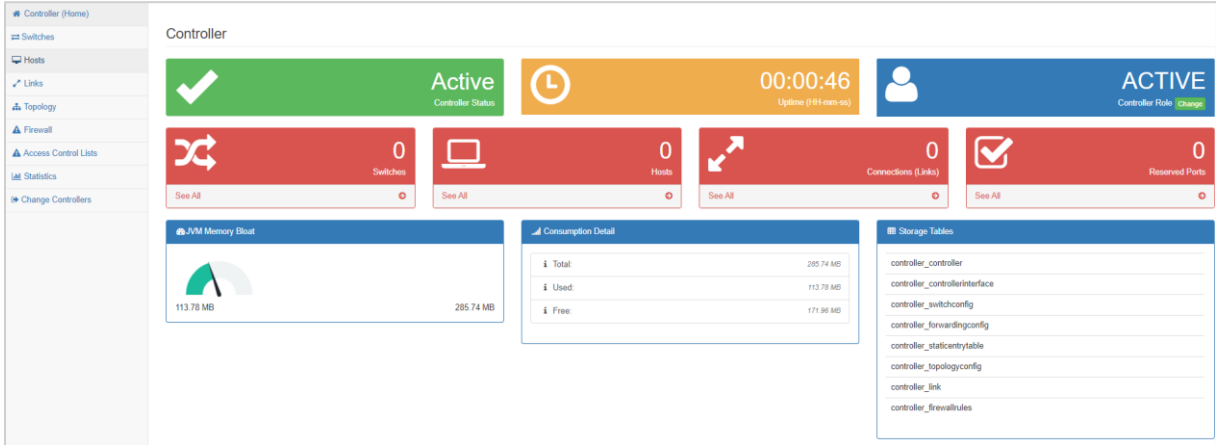 Controller (Home)
Switches
Hosts
Links
Topology
Firewall
Access Control Lists
Statistics
Change Controllers
Controller
Active
Controller Status
00:00:46
Uptime (HH-mm-ss)
ACTIVE
Controller Role Change
0
Switches
See All
0
Hosts
See All
0
Connections (Links)
See All
0
Reserved Ports
See All
JVM Memory Bloat
113.78 MB 285.74 MB
Consumption Detail
Total: 285.74 MB
Used: 113.78 MB
Free: 171.96 MB
Storage Tables
controller_controller
controller_controllerinterface
controller_switchconfig
controller_forwardingconfig
controller_staticentrytable
controller_topologyconfig
controller_link
controller_firewallrules